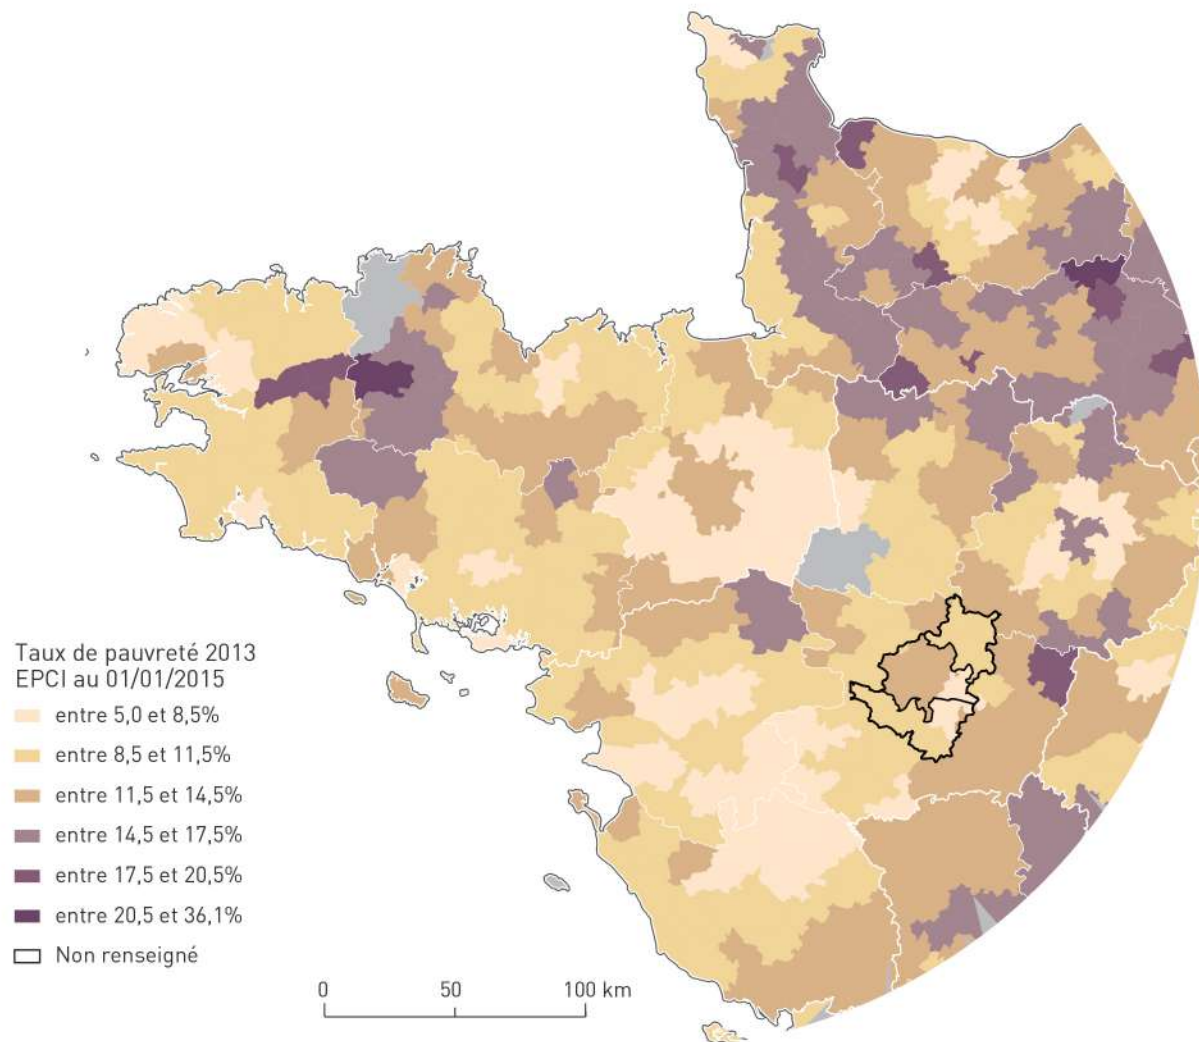 Taux de pauvreté 2013
EPCI au 01/01/2015
entre 5,0 et 8,5%
entre 8,5 et 11,5%
entre 11,5 et 14,5%
entre 14,5 et 17,5%
entre 17,5 et 20,5%
entre 20,5 et 36,1%
Non renseigné
0 50 100 km